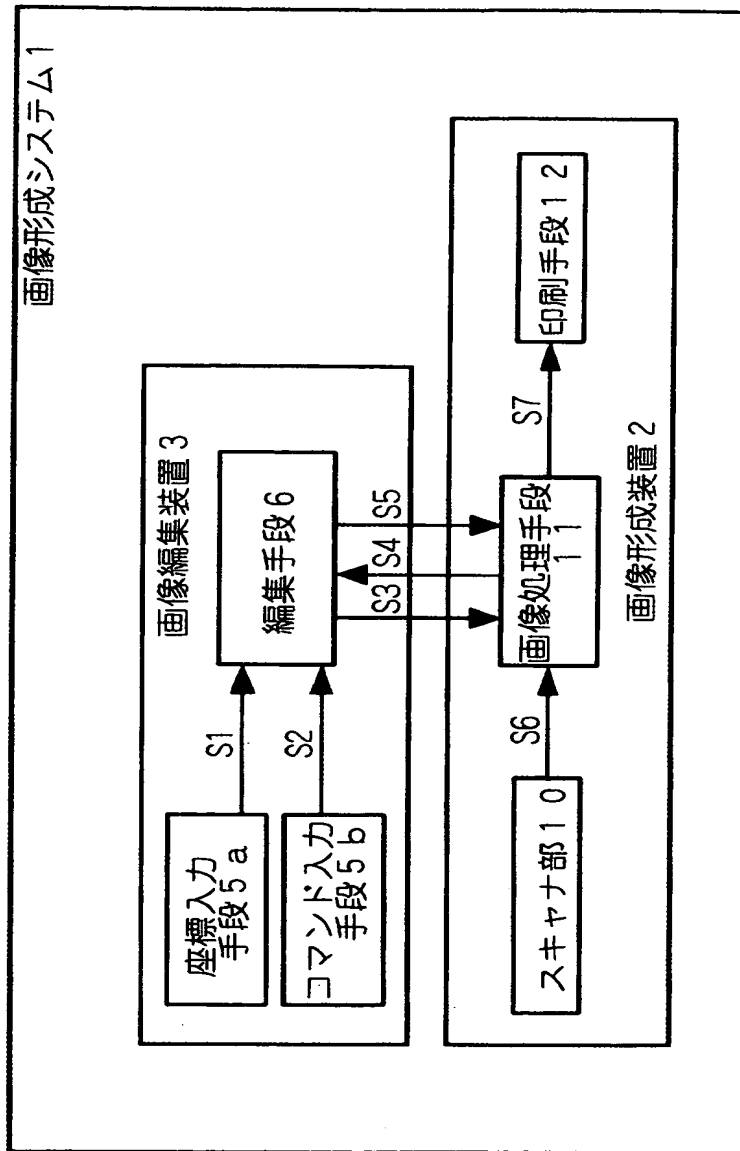 画像形成システム1
画像編集装置3
座標入力
手段5a
コマンド入力
手段5b
S1
S2
編集手段6
S3
S4
S5
スキャナ部10
S6
画像処理手段
11
S7
印刷手段12
画像形成装置2